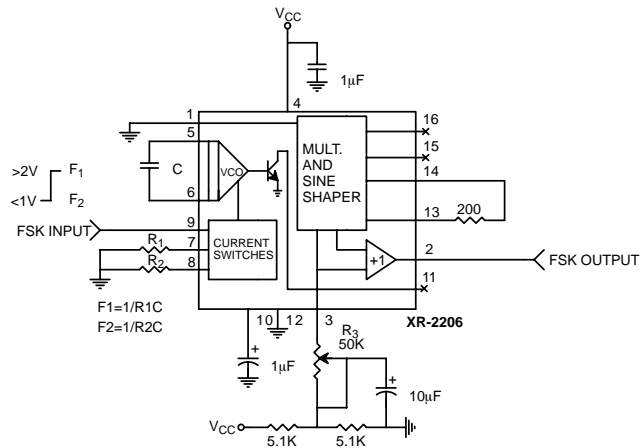 VCC
1µF
4
1
16
5
MULT.
AND
SINE
SHAPER
15
>2V
F1
C
VCO
14
<1V
F2
6
13
200
FSK INPUT
9
R1
7
CURRENT
SWITCHES
+1
2
FSK OUTPUT
R2
8
11
F1=1/R1C
F2=1/R2C
10
12
3
XR-2206
+
1µF
R3
50K
+
10µF
VCC
5.1K
5.1K